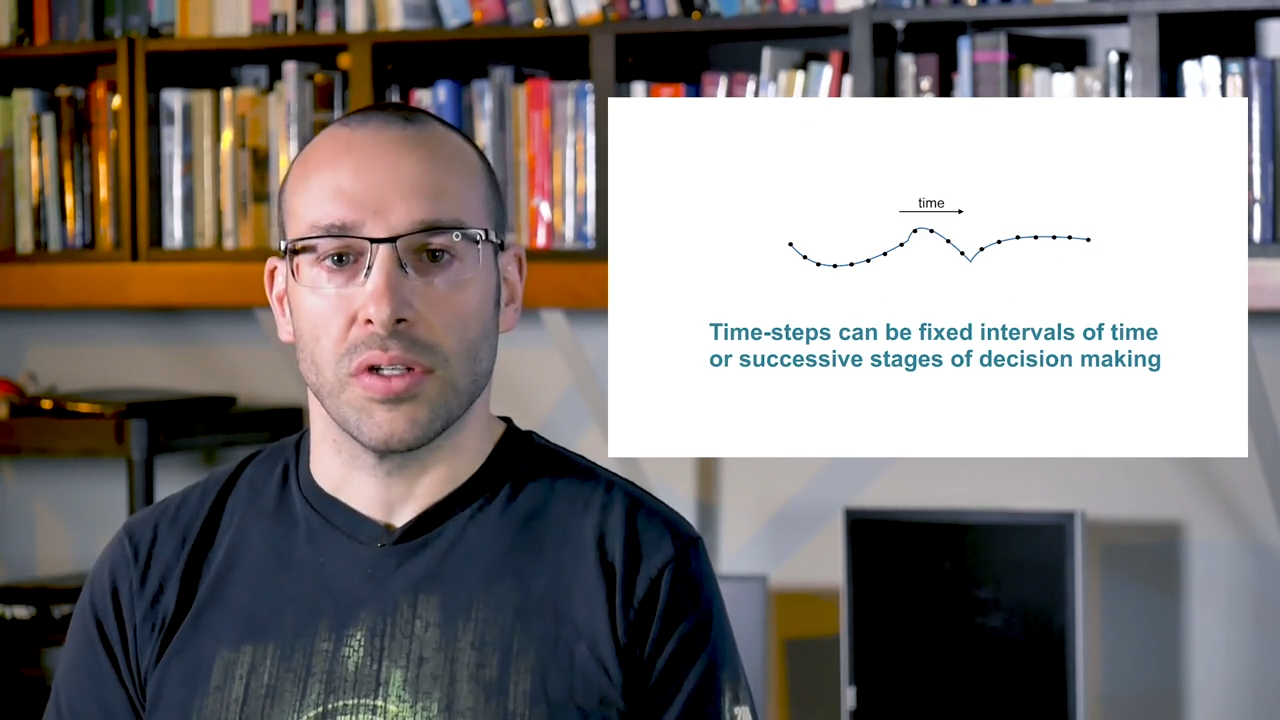 time
Time-steps can be fixed intervals of time
or successive stages of decision making